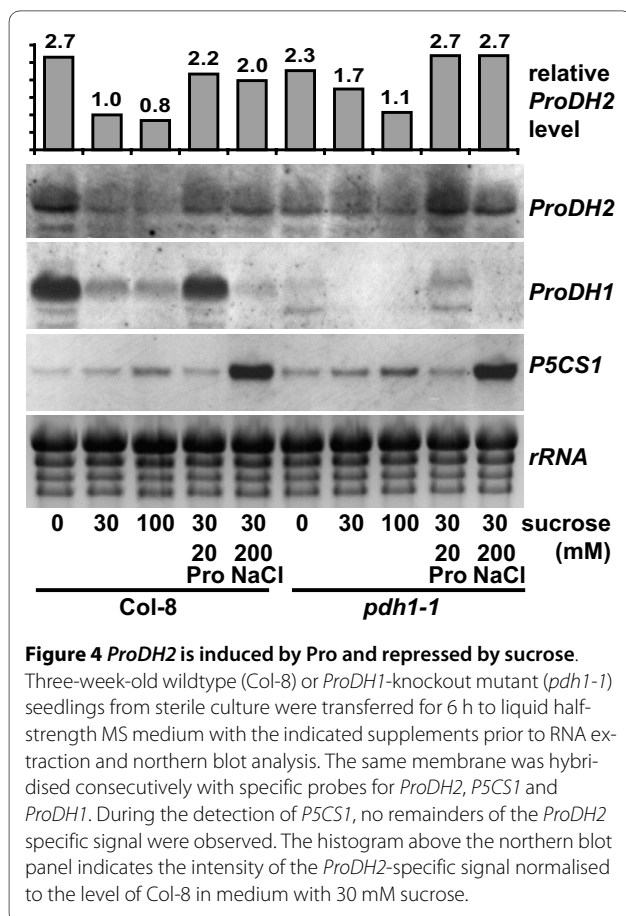 2.7 1.0 0.8 2.2 2.0 2.3 1.7 1.1 2.7 2.7
relative
ProDH2
level
ProDH2
ProDH1
P5CS1
rRNA
0 30 100 30 30 0 30 100 30 30 sucrose
20 200 20 200 (mM)
Pro NaCl Pro NaCl
Col-8 pdh1-1
Figure 4 ProDH2 is induced by Pro and repressed by sucrose.
Three-week-old wildtype (Col-8) or ProDH1-knockout mutant (pdh1-1)
seedlings from sterile culture were transferred for 6 h to liquid half-
strength MS medium with the indicated supplements prior to RNA ex-
traction and northern blot analysis. The same membrane was hybri-
dised consecutively with specific probes for ProDH2, P5CS1 and
ProDH1. During the detection of P5CS1, no remainders of the ProDH2
specific signal were observed. The histogram above the northern blot
panel indicates the intensity of the ProDH2-specific signal normalised
to the level of Col-8 in medium with 30 mM sucrose.